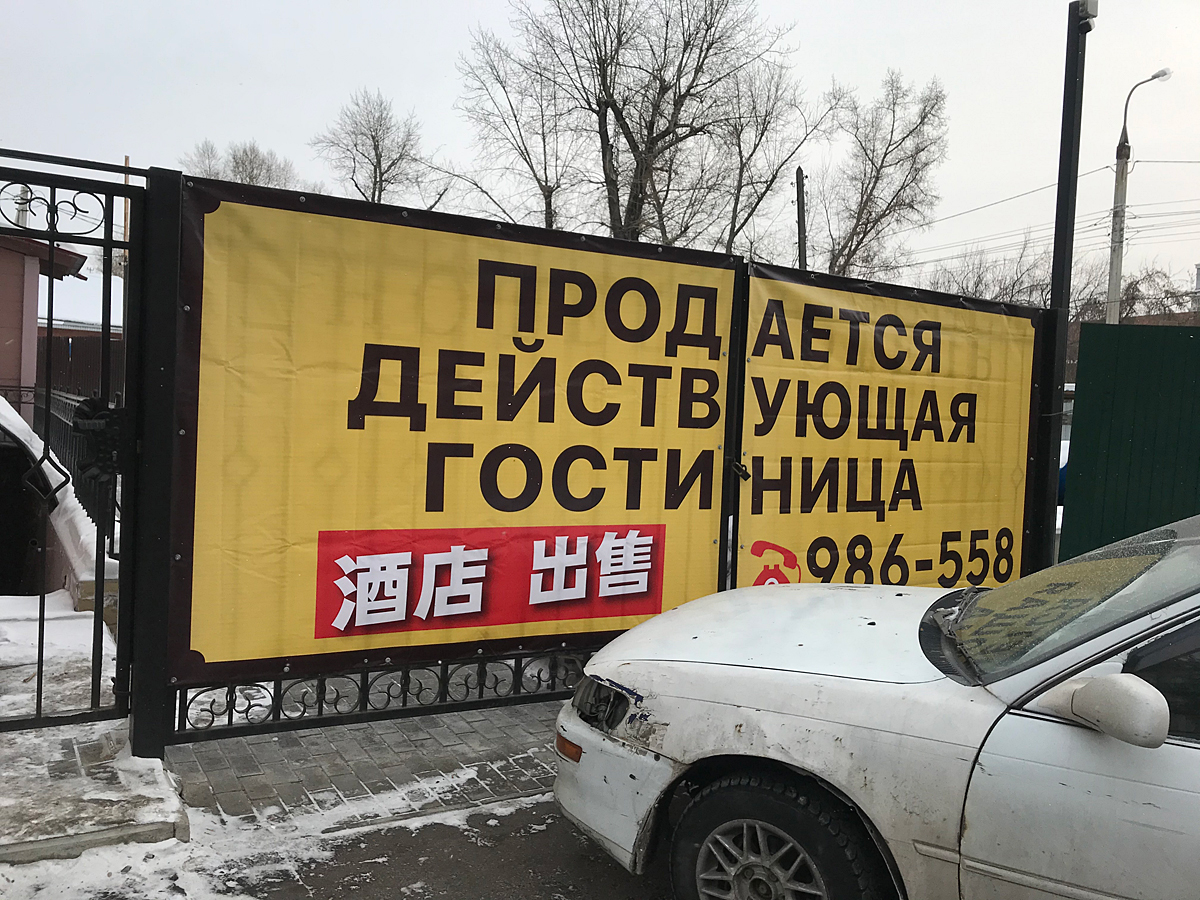 ПРОДАЕТСЯ
ДЕЙСТВУЮЩАЯ
ГОСТИНИЦА
酒店 出售
986-558